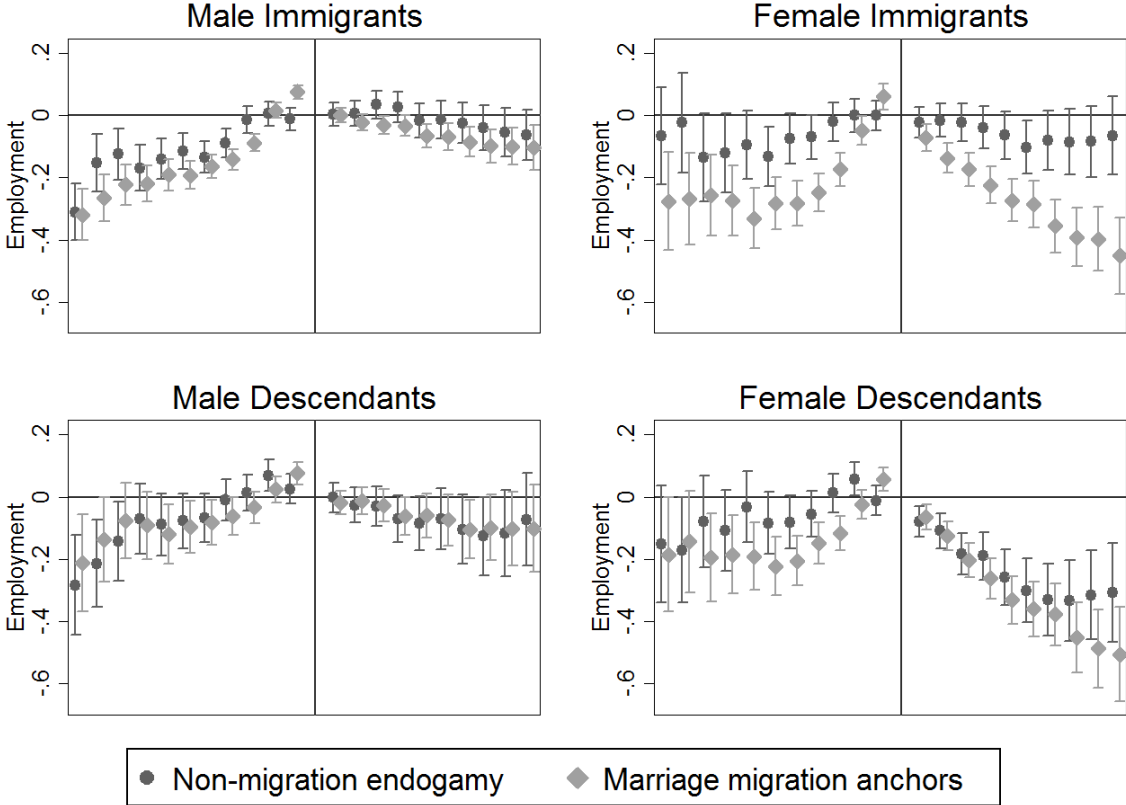 Male Immigrants
Female Immigrants
.2
0
-.2
-.4
-.6
Employment
.2
0
-.2
-.4
-.6
Employment
Male Descendants
Female Descendants
.2
0
-.2
-.4
-.6
Employment
.2
0
-.2
-.4
-.6
Employment
Non-migration endogamy
Marriage migration anchors